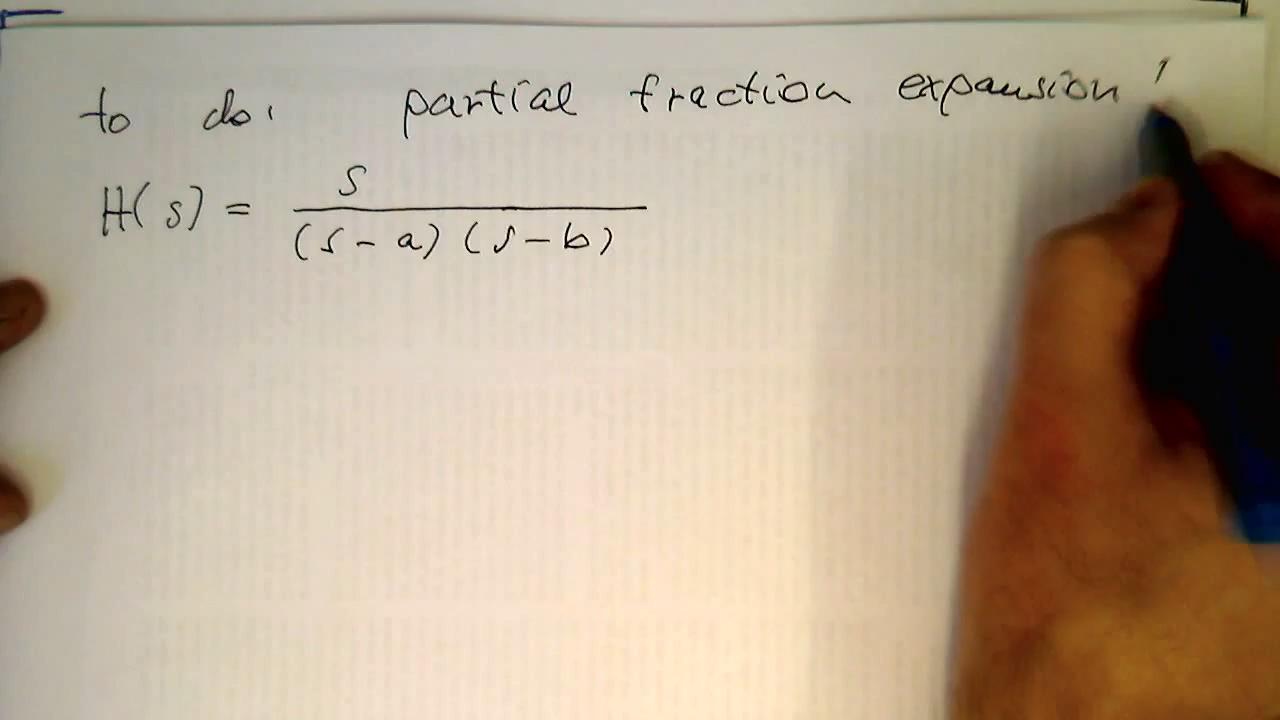 to do: partial fraction expansion!
H(s) = s / (s-a)(s-b)